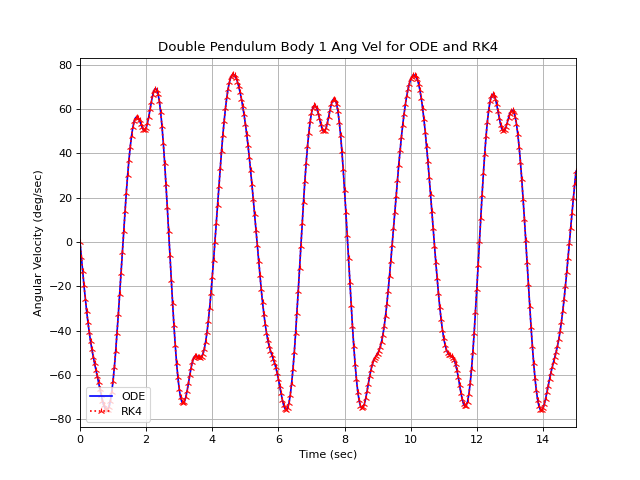 Double Pendulum Body 1 Ang Vel for ODE and RK4
80
60
40
20
0
−20
−40
−60
−80
Angular Velocity (deg/sec)
ODE
RK4
0 2 4 6 8 10 12 14
Time (sec)